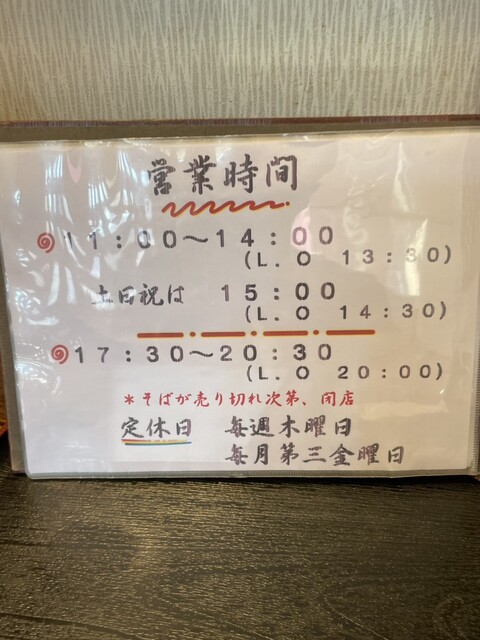 営業時間
11:00～14:00
(L.O 13:30)
土日祝は 15:00
(L.O 14:30)
17:30～20:30
(L.O 20:00)
*そばが売り切れ次第、閉店
定休日 毎週木曜日
毎月第三金曜日